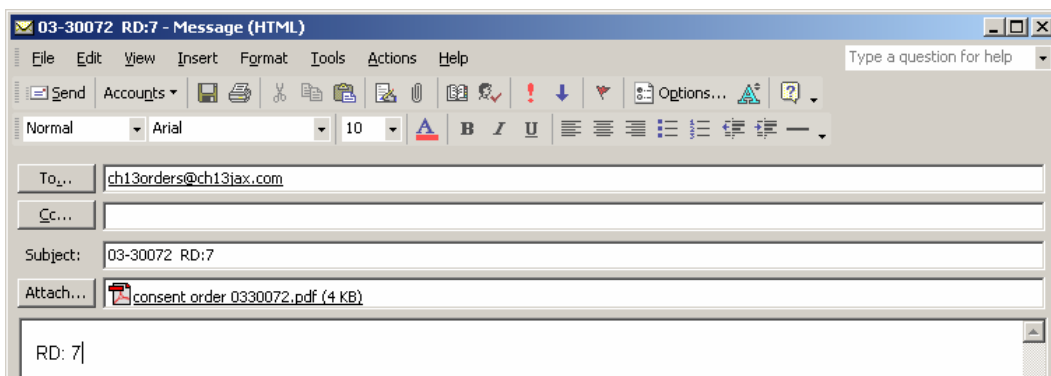 03-30072 RD:7 - Message (HTML)
File Edit View Insert Format Tools Actions Help Type a question for help
Send Accounts Options...
Normal Arial 10 A B I U
To... ch13orders@ch13jax.com
Cc...
Subject: 03-30072 RD:7
Attach... consent order 0330072.pdf (4 KB)
RD: 7